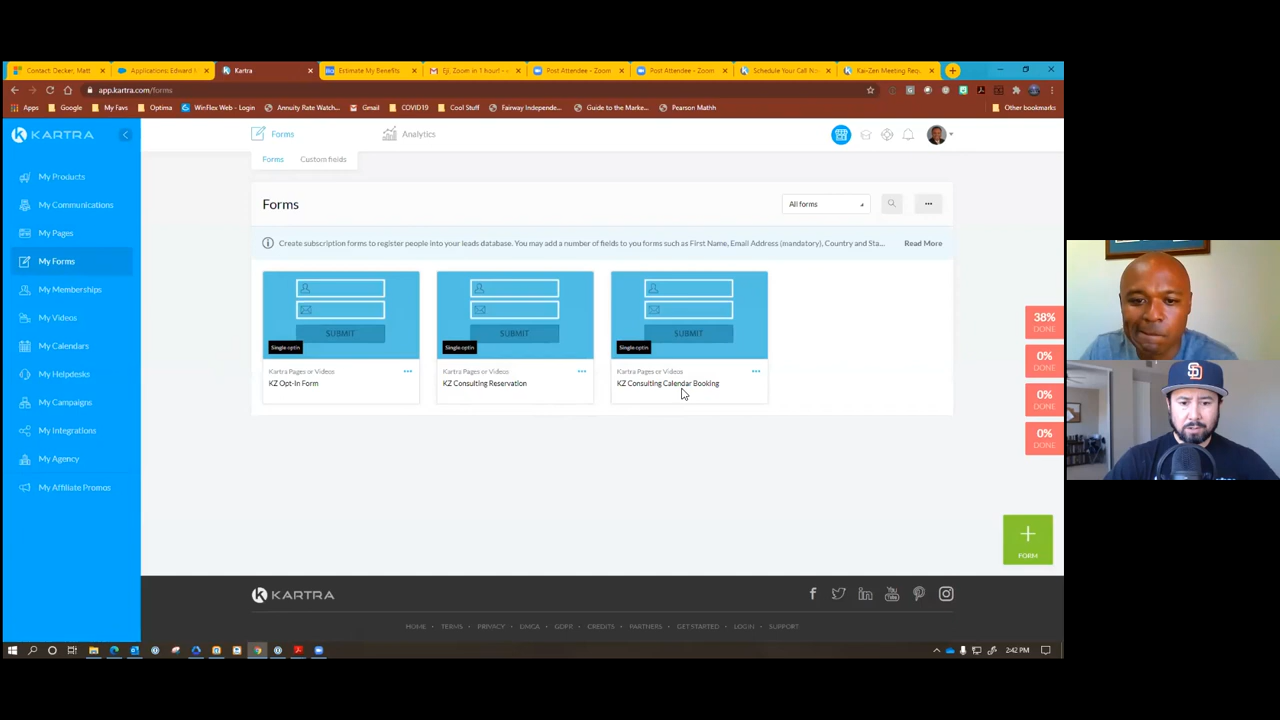 Contact: Decker, Matt
Applications: Edward
Kartra
Estimate My Benefits
Eji, Zoom in 1 hour! -
Post Attendee - Zoom
Post Attendee - Zoom
Schedule Your Call N
Kai-Zen Meeting Req
app.kartra.com/forms
Apps
Google
My Favs
Optima
WinFlex Web - Login
Annuity Rate Watch...
Gmail
COVID19
Cool Stuff
Fairway Independe...
Guide to the Marke...
Pearson Mathh
Other bookmarks
KARTRA
Forms
Analytics
Forms
Custom fields
My Products
My Communications
My Pages
My Forms
My Memberships
My Videos
My Calendars
My Helpdesks
My Campaigns
My Integrations
My Agency
My Affiliate Promos
Forms
All forms
Create subscription forms to register people into your leads database. You may add a number of fields to you forms such as First Name, Email Address (mandatory), Country and Sta...
Read More
SUBMIT
Single optin
Kartra Pages or Videos
KZ Opt-In Form
SUBMIT
Single optin
Kartra Pages or Videos
KZ Consulting Reservation
SUBMIT
Single optin
Kartra Pages or Videos
KZ Consulting Calendar Booking
38%
DONE
0%
DONE
0%
DONE
0%
DONE
FORM
KARTRA
HOME • TERMS • PRIVACY • DMCA • GDPR • CREDITS • PARTNERS • GET STARTED • LOGIN • SUPPORT
2:42 PM
SD